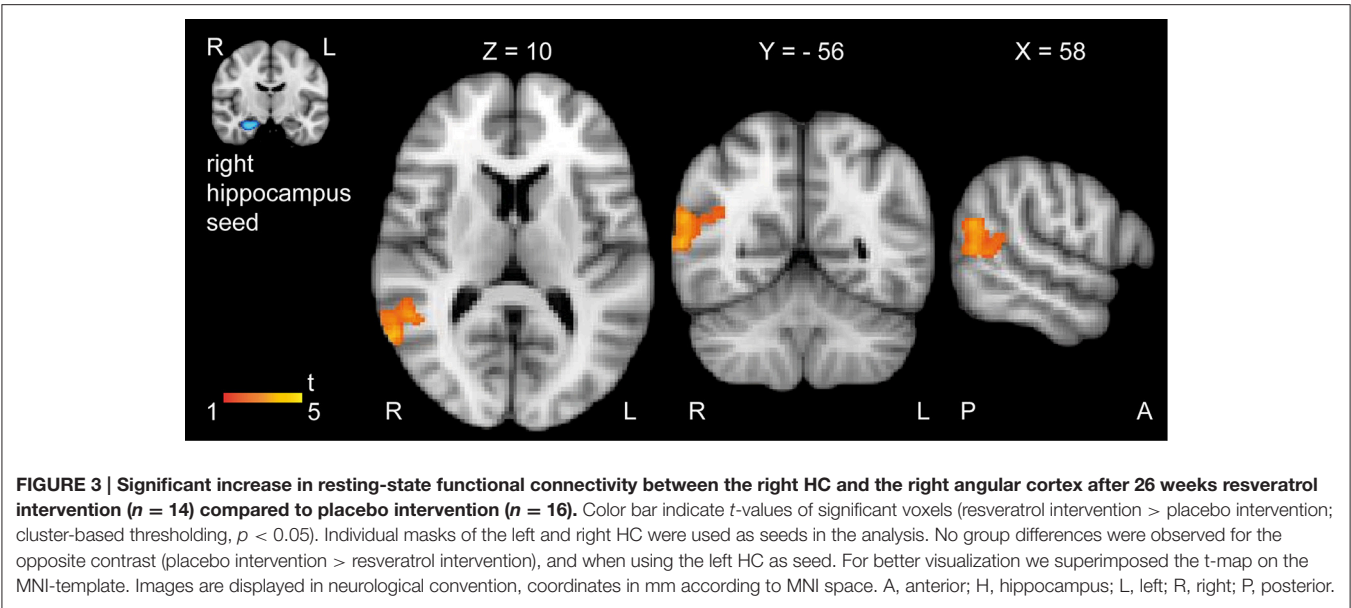 R L
Z = 10
Y = - 56
X = 58
right
hippocampus
seed
t
1 5
R L
R L
P A
FIGURE 3 | Significant increase in resting-state functional connectivity between the right HC and the right angular cortex after 26 weeks resveratrol
intervention (n = 14) compared to placebo intervention (n = 16). Color bar indicate t-values of significant voxels (resveratrol intervention > placebo intervention;
cluster-based thresholding, p < 0.05). Individual masks of the left and right HC were used as seeds in the analysis. No group differences were observed for the
opposite contrast (placebo intervention > resveratrol intervention), and when using the left HC as seed. For better visualization we superimposed the t-map on the
MNI-template. Images are displayed in neurological convention, coordinates in mm according to MNI space. A, anterior; H, hippocampus; L, left; R, right; P, posterior.